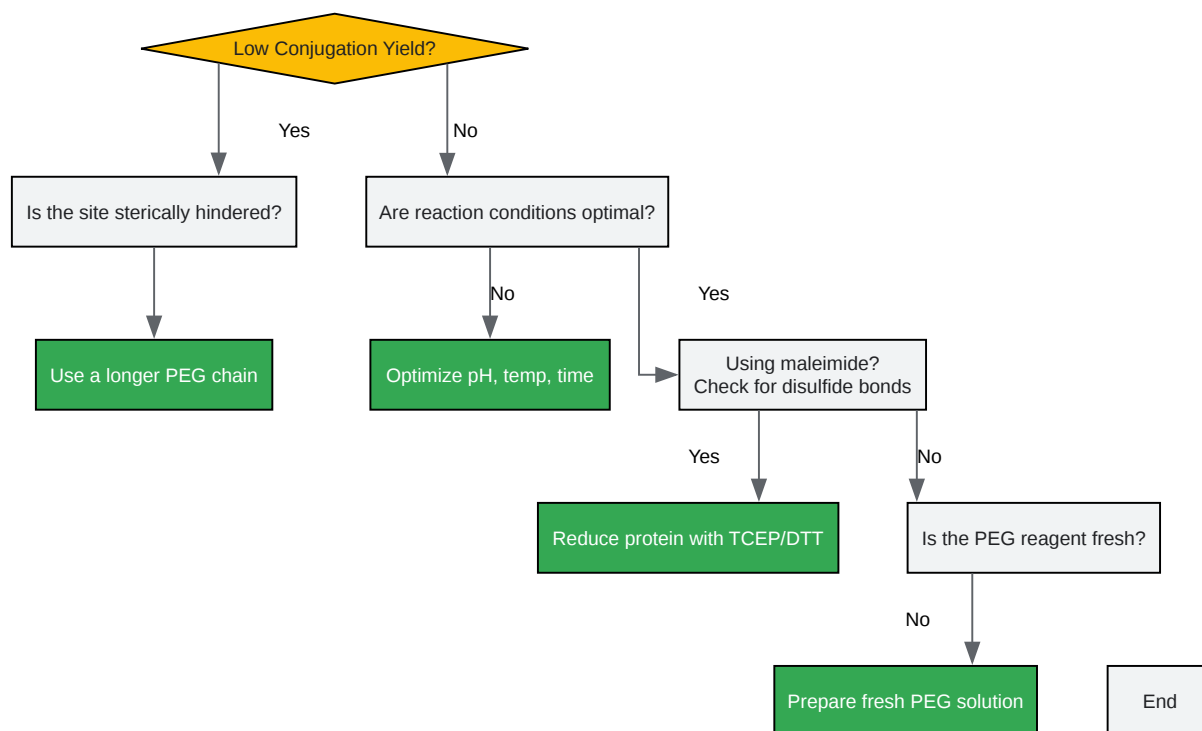 Low Conjugation Yield?
Yes
No
Is the site sterically hindered?
Are reaction conditions optimal?
No
Yes
Use a longer PEG chain
Optimize pH, temp, time
Using maleimide?
Check for disulfide bonds
Yes
No
Reduce protein with TCEP/DTT
Is the PEG reagent fresh?
No
Prepare fresh PEG solution
End